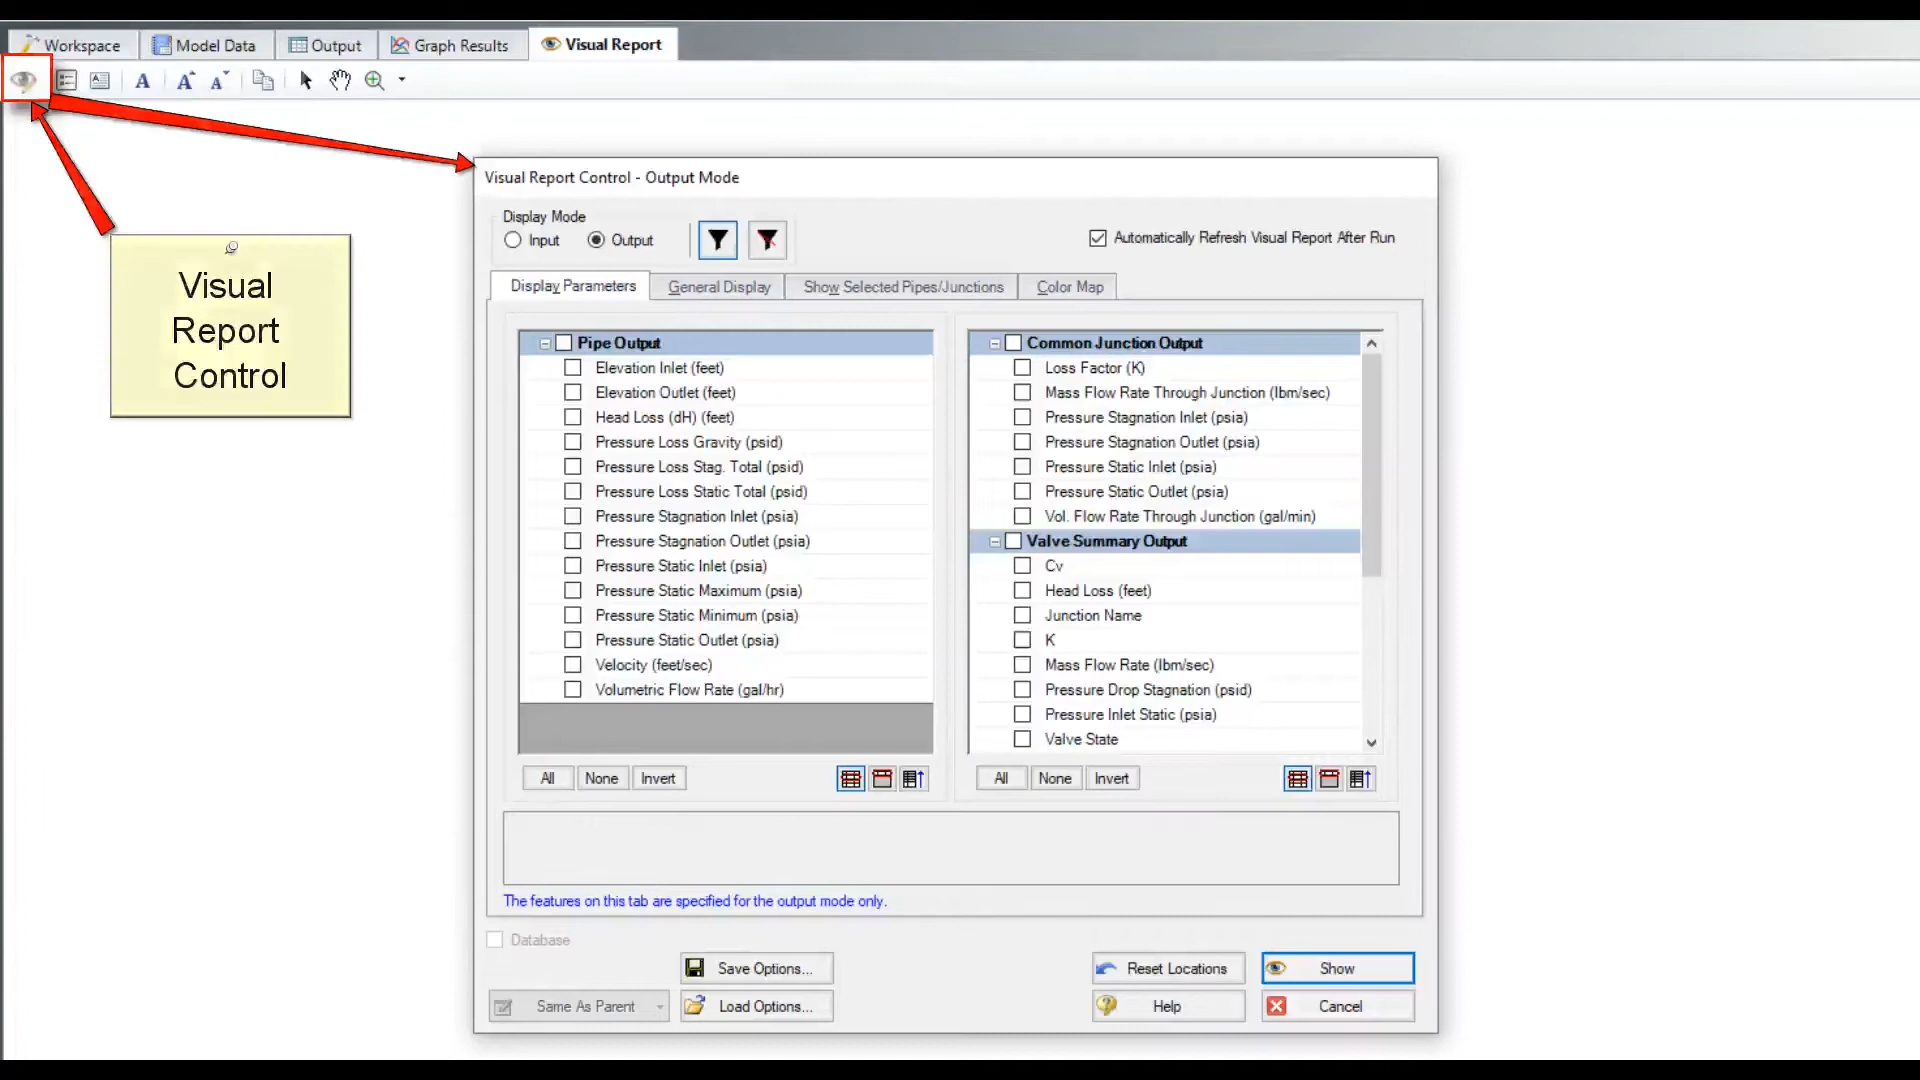 Workspace
Model Data
Output
Graph Results
Visual Report
Visual
Report
Control
Visual Report Control - Output Mode
Display Mode
Input
Output
Automatically Refresh Visual Report After Run
Display Parameters
General Display
Show Selected Pipes/Junctions
Color Map
Pipe Output
Elevation Inlet (feet)
Elevation Outlet (feet)
Head Loss (dH) (feet)
Pressure Loss Gravity (psid)
Pressure Loss Stag. Total (psid)
Pressure Loss Static Total (psid)
Pressure Stagnation Inlet (psia)
Pressure Stagnation Outlet (psia)
Pressure Static Inlet (psia)
Pressure Static Maximum (psia)
Pressure Static Minimum (psia)
Pressure Static Outlet (psia)
Velocity (feet/sec)
Volumetric Flow Rate (gal/hr)
Common Junction Output
Loss Factor (K)
Mass Flow Rate Through Junction (lbm/sec)
Pressure Stagnation Inlet (psia)
Pressure Stagnation Outlet (psia)
Pressure Static Inlet (psia)
Pressure Static Outlet (psia)
Vol. Flow Rate Through Junction (gal/min)
Valve Summary Output
Cv
Head Loss (feet)
Junction Name
K
Mass Flow Rate (lbm/sec)
Pressure Drop Stagnation (psid)
Pressure Inlet Static (psia)
Valve State
All
None
Invert
All
None
Invert
The features on this tab are specified for the output mode only.
Database
Save Options...
Reset Locations
Show
Same As Parent
Load Options...
Help
Cancel